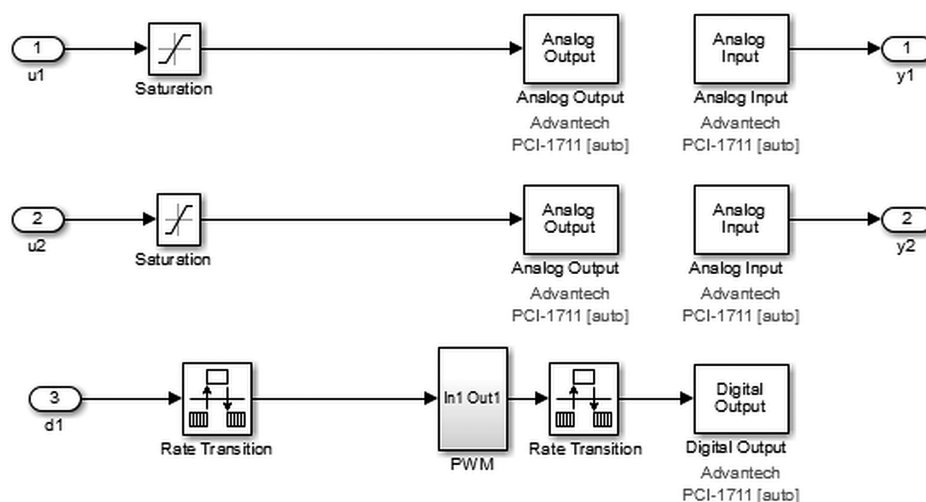 1
u1
Saturation
Analog
Output
Analog Output
Advantech
PCI-1711 [auto]
Analog
Input
Analog Input
Advantech
PCI-1711 [auto]
1
y1
2
u2
Saturation
Analog
Output
Analog Output
Advantech
PCI-1711 [auto]
Analog
Input
Analog Input
Advantech
PCI-1711 [auto]
2
y2
3
d1
Rate Transition
In1 Out1
PWM
Rate Transition
Digital
Output
Digital Output
Advantech
PCI-1711 [auto]